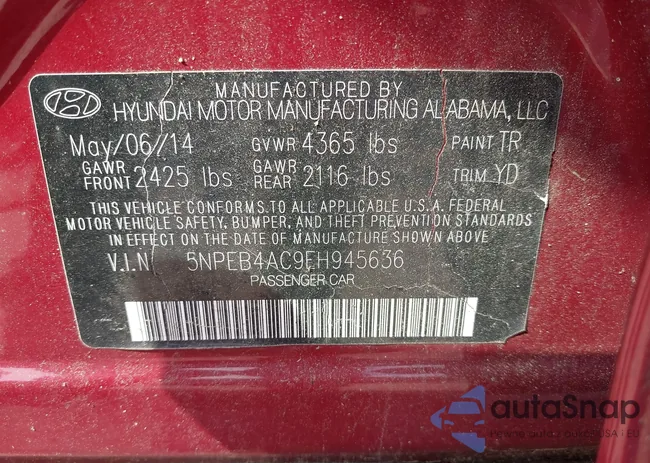 MANUFACTURED BY
HYUNDAI MOTOR MANUFACTURING ALABAMA, LLC
May/06/14 GVWR 4365 lbs PAINT TR
GAWR FRONT 2425 lbs GAWR REAR 2116 lbs TRIM YD
THIS VEHICLE CONFORMS TO ALL APPLICABLE U.S.A. FEDERAL
MOTOR VEHICLE SAFETY, BUMPER, AND THEFT PREVENTION STANDARDS
IN EFFECT ON THE DATE OF MANUFACTURE SHOWN ABOVE.
V.I.N 5NPEB4AC9EH945636
PASSENGER CAR
autoSnap